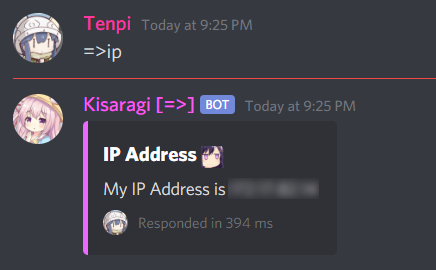 Tenpi Today at 9:25 PM
=>ip
Kisaragi [=>] BOT Today at 9:25 PM
IP Address
My IP Address is
Responded in 394 ms